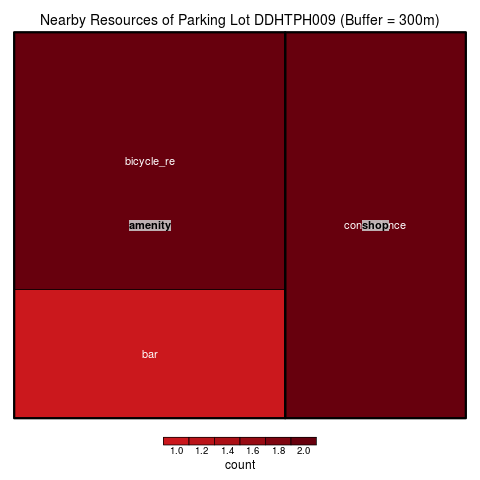 Nearby Resources of Parking Lot DDHTPH009 (Buffer = 300m)
bicycle_re
amenity
shop
bar
1.0 1.2 1.4 1.6 1.8 2.0
count